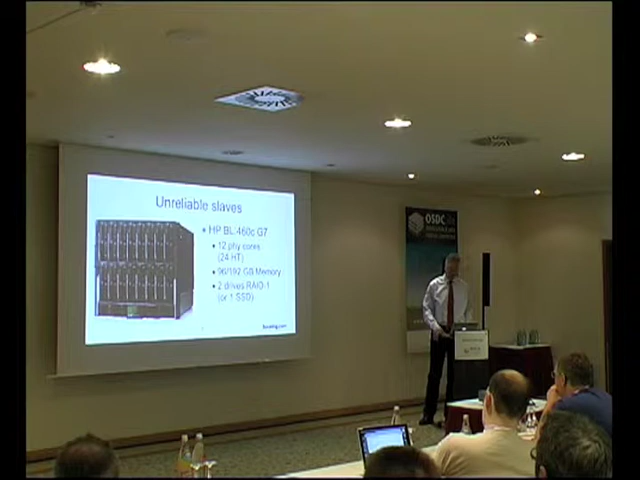 Unreliable slaves
• HP BL 460c G7
• 12 phy cores
(24 HT)
• 96/192 GB Memory
• 2 drives RAID-1
(or 1 SSD)
Booking.com
OSDC.de